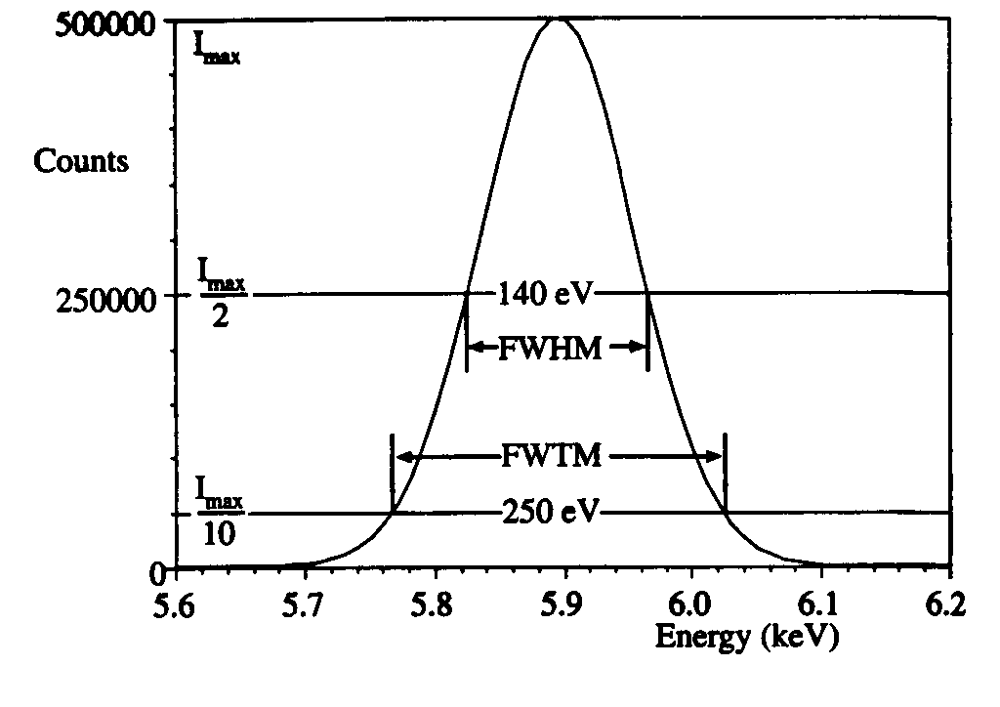 500000
I_max
Counts
I_max
2
250000
140 eV
FWHM
FWTM
I_max
10
250 eV
0
5.6 5.7 5.8 5.9 6.0 6.1 6.2
Energy (keV)